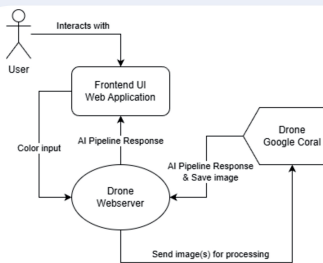 Interacts with
User
Frontend UI
Web Application
Color input
AI Pipeline Response
Drone
Google Coral
AI Pipeline Response
& Save image
Drone
Webserver
Send image(s) for processing